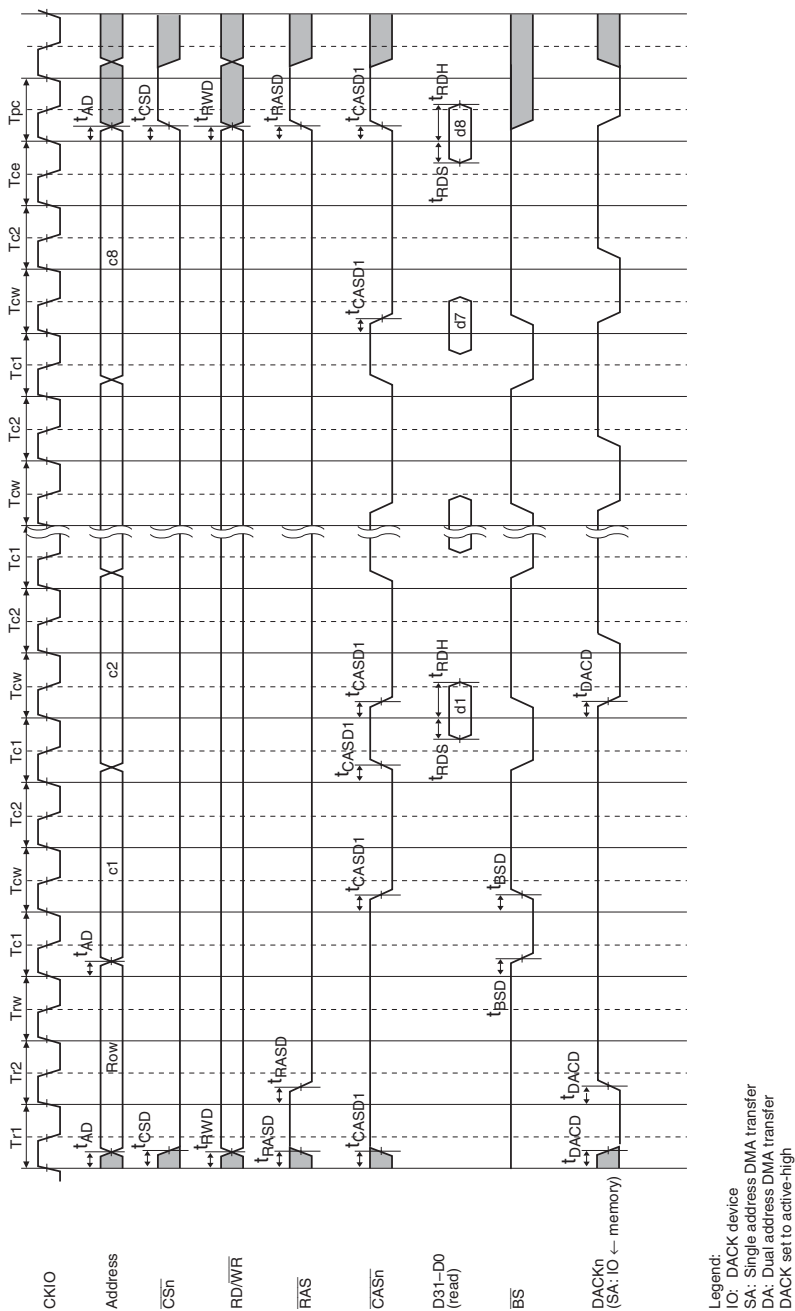 Tr1 Tr2 Trw Tc1 Tcw Tc2 Tc1 Tcw Tc2 Tc1 Tcw Tc2 Tc1 Tcw Tc2 Tce Tpc
CKIO
tAD tAD tAD
Address Row c1 c2 c8
tCSD tCSD
CSn
tRWD tRWD
RD/WR
tRASD tRASD tRASD
RAS
tCASD1 tCASD1 tCASD1 tCASD1 tCASD1 tCASD1
CASn
tRDS tRDH tRDS tRDH
D31–D0 d1 d7 d8
(read)
tBSD tBSD
BS
tDACD tDACD tDACD
DACKn
(SA: IO ← memory)
Legend:
IO: DACK device
SA: Single address DMA transfer
DA: Dual address DMA transfer
DACK set to active-high